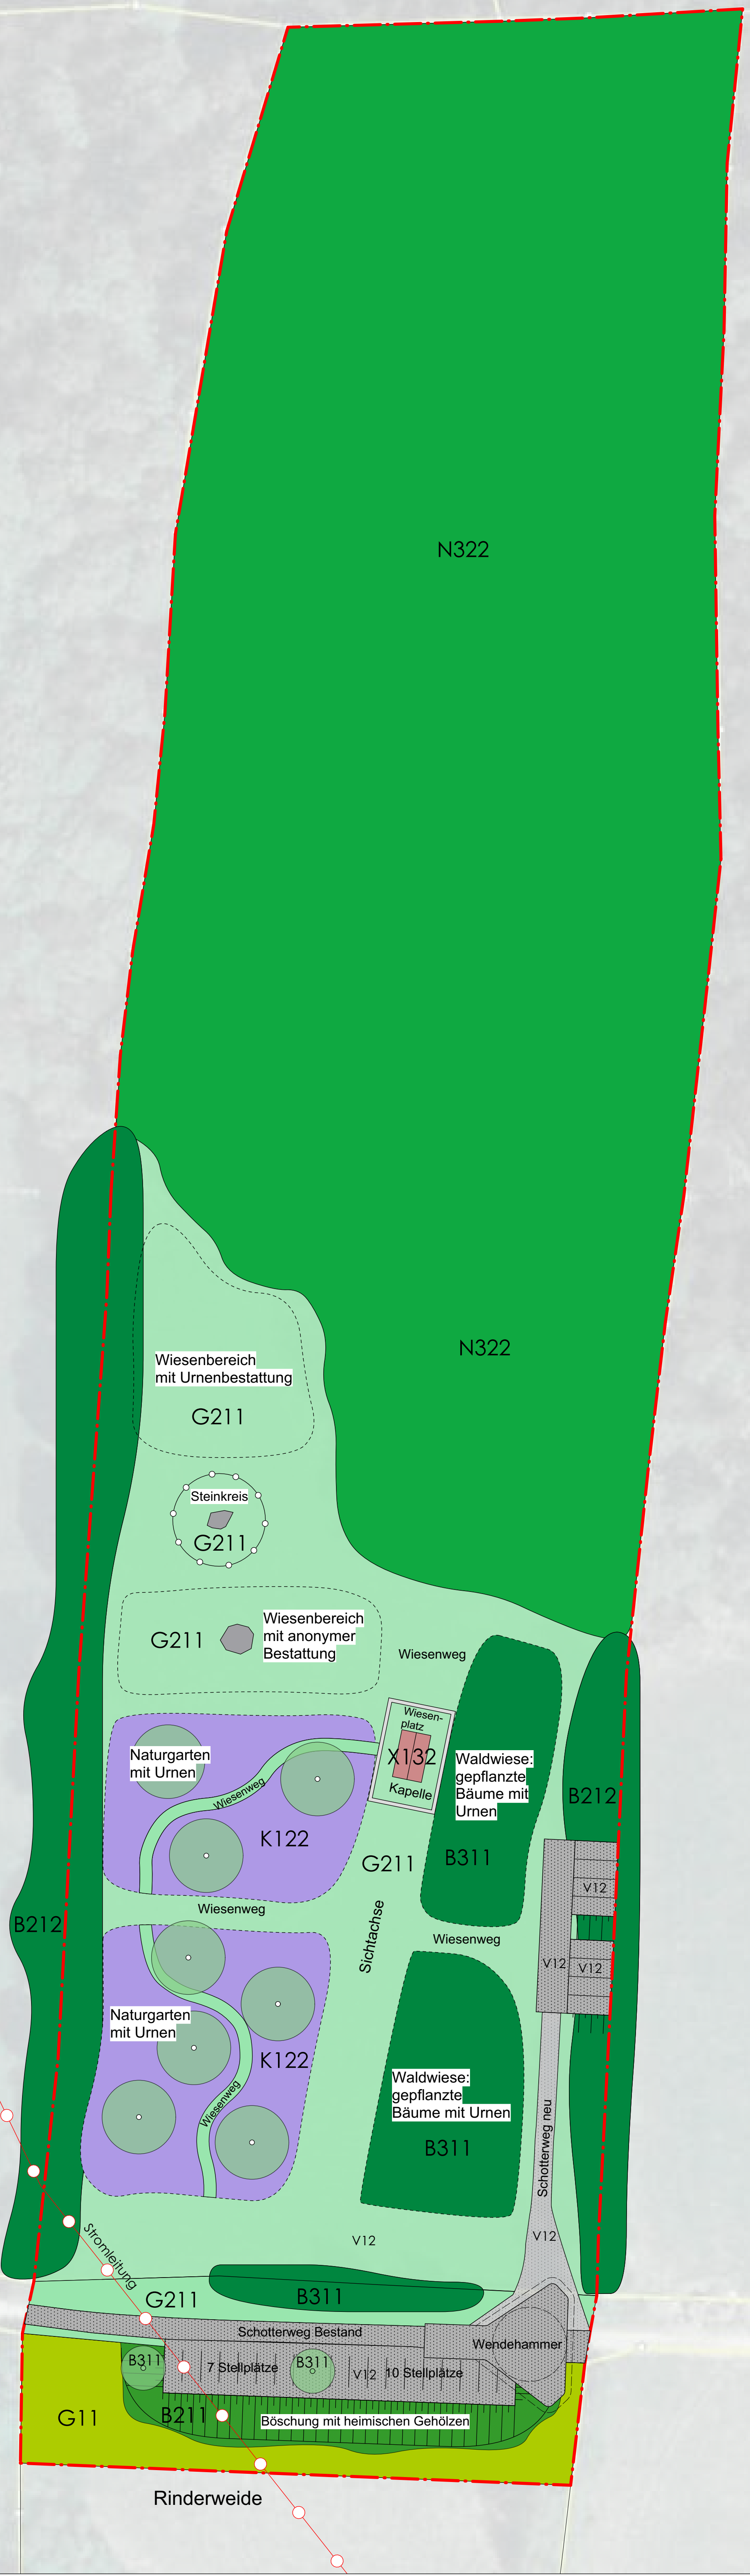 N322
N322
Wiesenbereich
mit Urnenbestattung
G211
Steinkreis
G211
Wiesenbereich
mit anonymer
Bestattung
G211
Wiesenweg
Wiesen-
platz
X132
Kapelle
Naturgarten
mit Urnen
Wiesenweg
K122
Waldwiese:
gepflanzte
Bäume mit
Urnen
B311
B212
G211
V12
Wiesenweg
B212
Sichtachse
Wiesenweg
V12
V12
Naturgarten
mit Urnen
K122
Wiesenweg
Waldwiese:
gepflanzte
Bäume mit Urnen
B311
Schotterweg neu
V12
V12
Stromleitung
G211
B311
Schotterweg Bestand
Wendehammer
B311
7 Stellplätze
B311
V12
10 Stellplätze
G11
B211
Böschung mit heimischen Gehölzen
Rinderweide